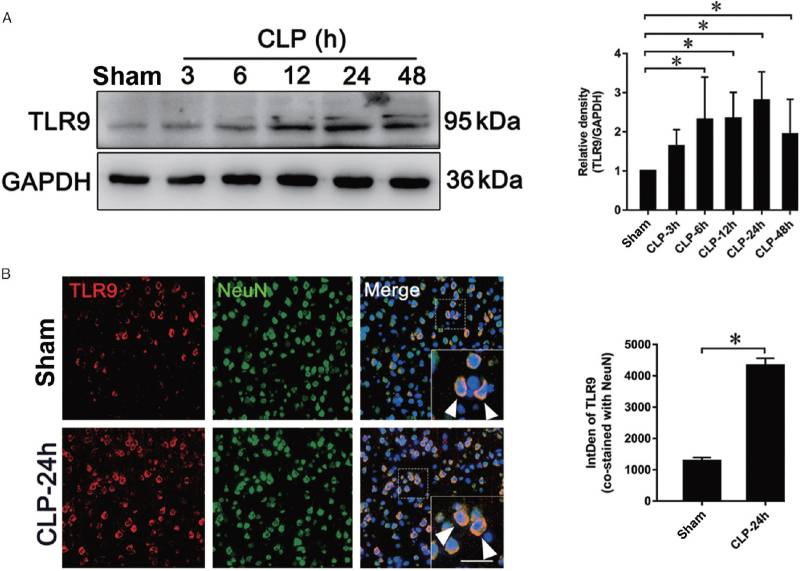 A
CLP (h)
Sham 3 6 12 24 48
TLR9 95 kDa
GAPDH 36 kDa
Relative density
(TLR9/GAPDH)
4
3
2
1
0
* * * * *
Sham CLP-3h CLP-6h CLP-12h CLP-24h CLP-48h
B
TLR9 NeuN Merge
Sham
CLP-24h
IntDen of TLR9
(co-stained with NeuN)
5000
4000
3000
2000
1000
0
*
Sham CLP-24h